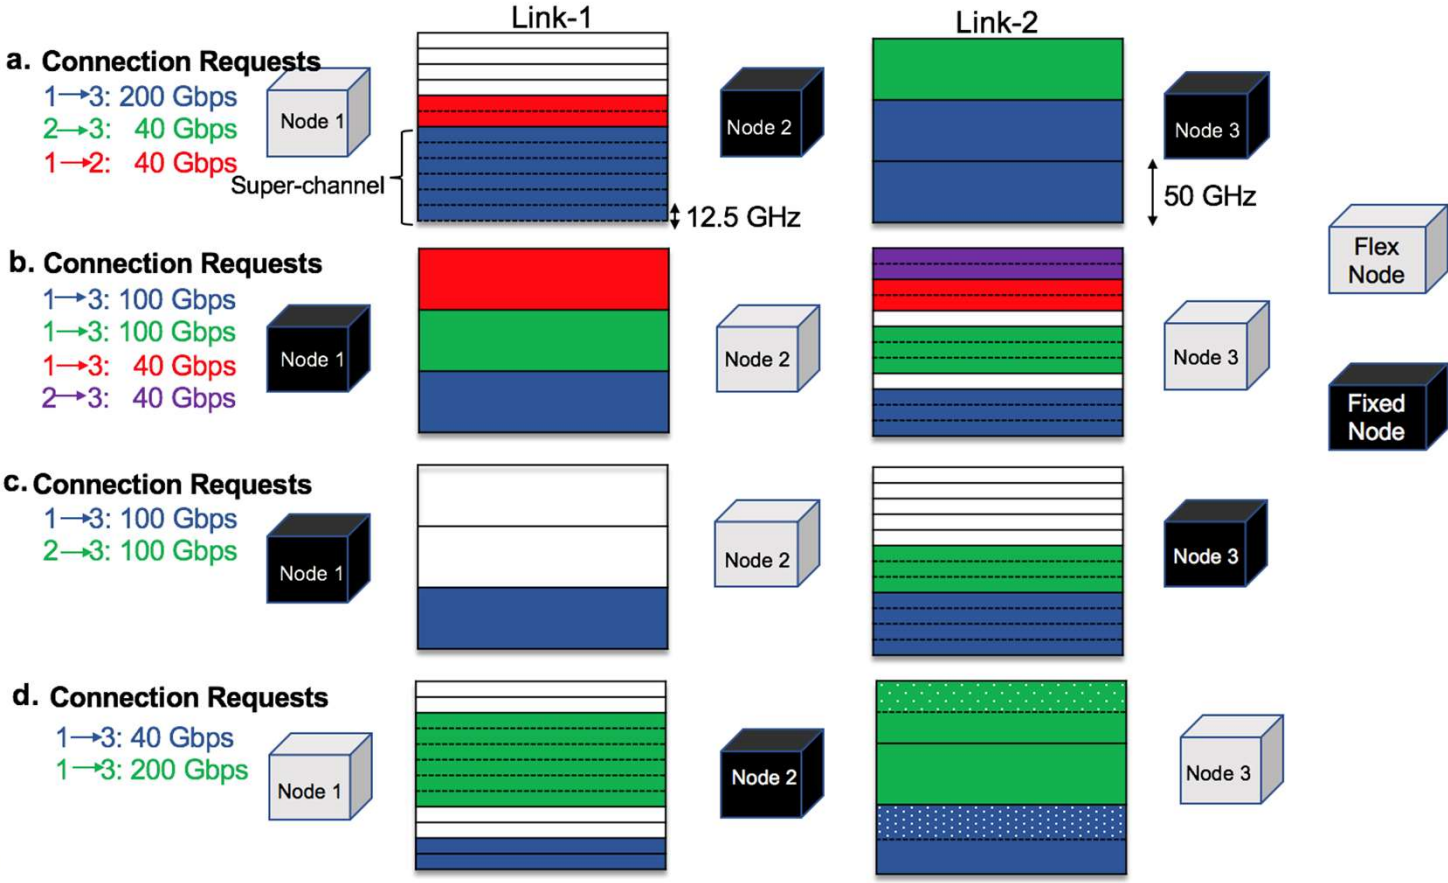 Link-1
Link-2
a. Connection Requests
1→3: 200 Gbps
2→3: 40 Gbps
1→2: 40 Gbps
Node 1
Super-channel
12.5 GHz
Node 2
Node 3
50 GHz
Flex
Node
Fixed
Node
b. Connection Requests
1→3: 100 Gbps
1→3: 100 Gbps
1→3: 40 Gbps
2→3: 40 Gbps
Node 1
Node 2
Node 3
c. Connection Requests
1→3: 100 Gbps
2→3: 100 Gbps
Node 1
Node 2
Node 3
d. Connection Requests
1→3: 40 Gbps
1→3: 200 Gbps
Node 1
Node 2
Node 3